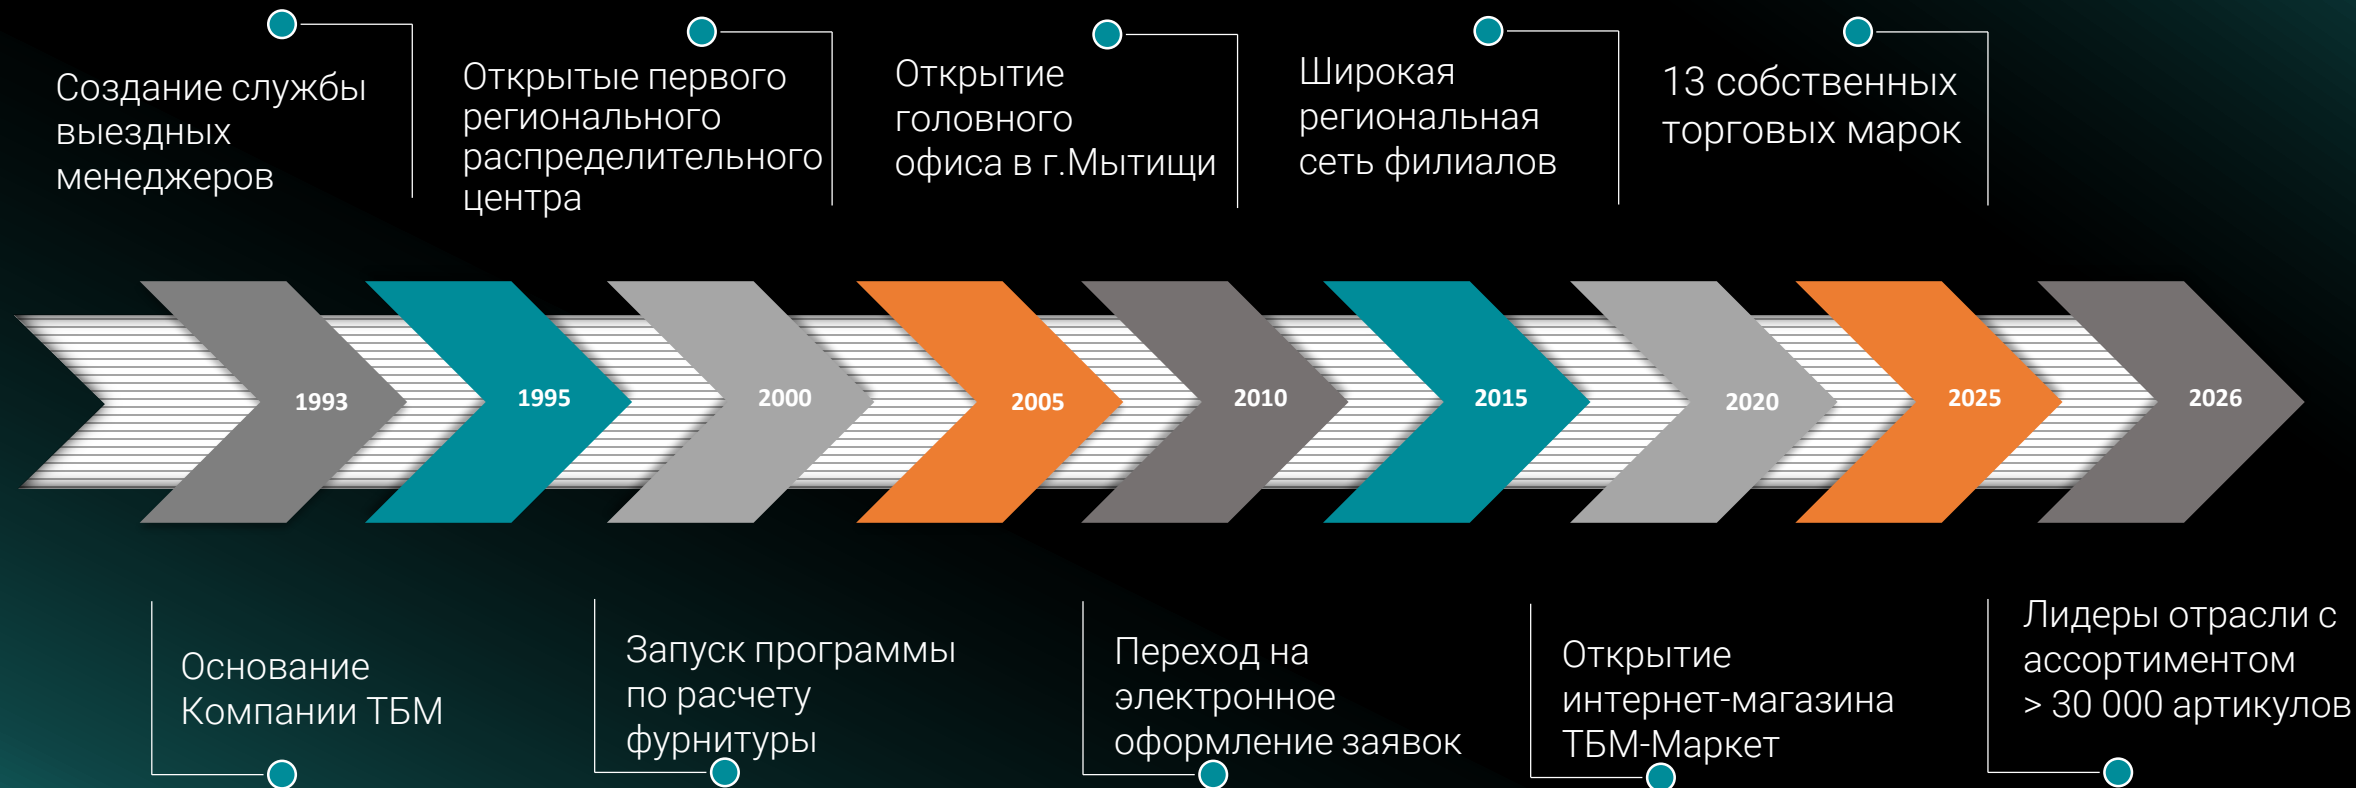 Создание службы
выездных
менеджеров
Открытые первого
регионального
распределительного
центра
Открытие
головного
офиса в г.Мытищи
Широкая
региональная
сеть филиалов
13 собственных
торговых марок
1993
1995
2000
2005
2010
2015
2020
2025
2026
Основание
Компании ТБМ
Запуск программы
по расчету
фурнитуры
Переход на
электронное
оформление заявок
Открытие
интернет-магазина
ТБМ-Маркет
Лидеры отрасли с
ассортиментом
> 30 000 артикулов